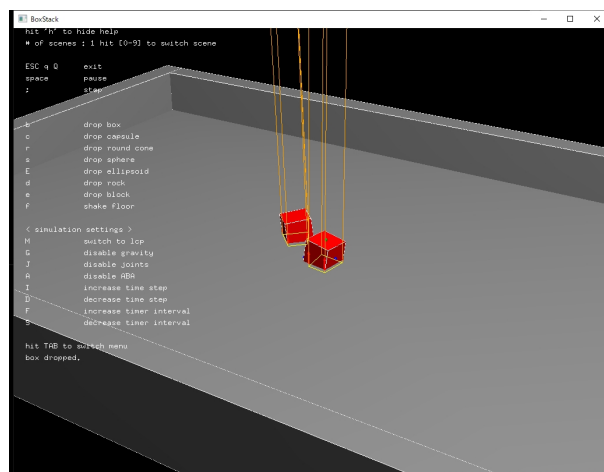 BoxStack
hit 'h' to hide help
# of scenes : 1 hit [0-9] to switch scene
ESC q Q exit
space pause
; step
b drop box
c drop capsule
r drop round cone
s drop sphere
E drop ellipsoid
d drop rock
e drop block
f shake floor
< simulation settings >
M switch to lcp
G disable gravity
J disable joints
A disable ABA
I increase time step
D decrease time step
F increase timer interval
S decrease timer interval
hit TAB to switch menu
box dropped.